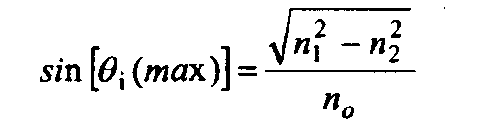 sin[θᵢ(max)] = √(n₁² − n₂²) / nₒ